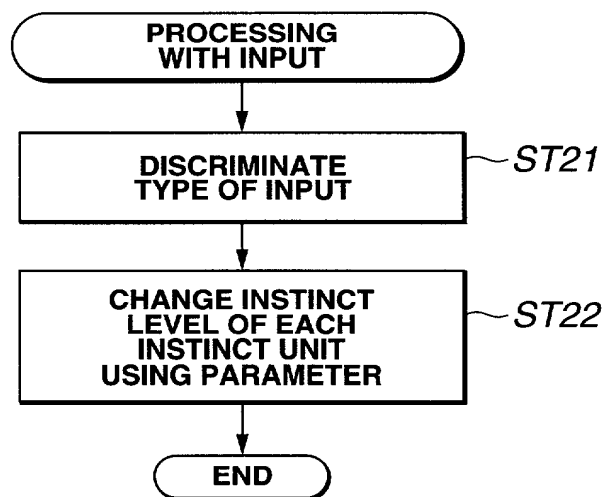 PROCESSING
WITH INPUT
DISCRIMINATE
TYPE OF INPUT
ST21
CHANGE INSTINCT
LEVEL OF EACH
INSTINCT UNIT
USING PARAMETER
ST22
END